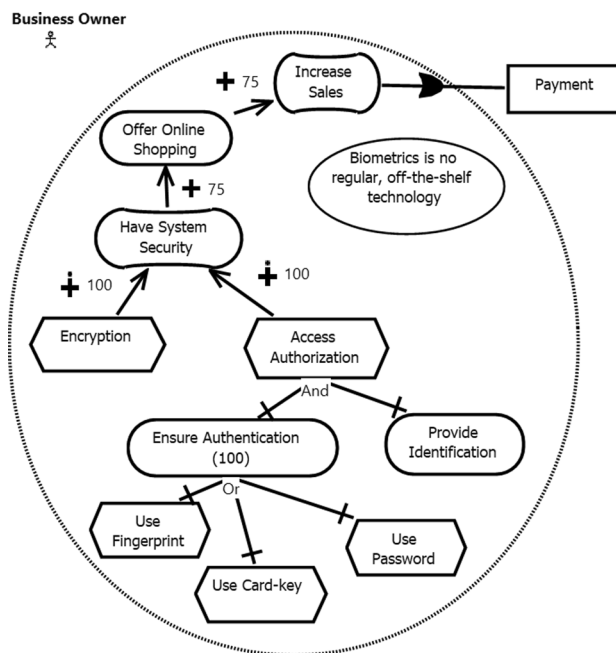 Business Owner
+ 75
Increase
Sales
Payment
Offer Online
Shopping
Biometrics is no
regular, off-the-shelf
technology
+ 75
Have System
Security
100
100
Encryption
Access
Authorization
And
Ensure Authentication
(100)
Provide
Identification
Or
Use
Fingerprint
Use
Password
Use Card-key